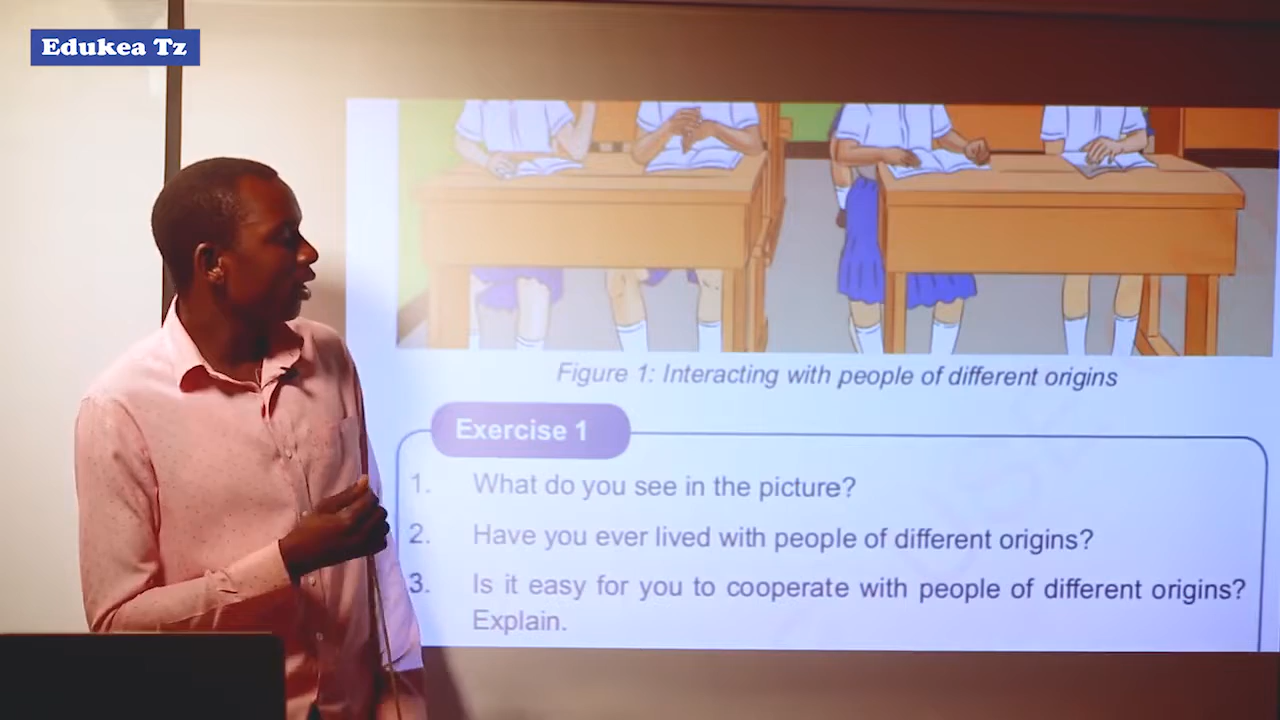 Edukea Tz
Figure 1: Interacting with people of different origins
Exercise 1
1. What do you see in the picture?
2. Have you ever lived with people of different origins?
3. Is it easy for you to cooperate with people of different origins?
Explain.